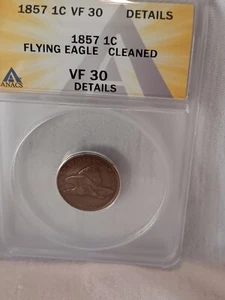 1857 1C VF 30 DETAILS
1857 1C
FLYING EAGLE CLEANED
VF 30
DETAILS
ANACS